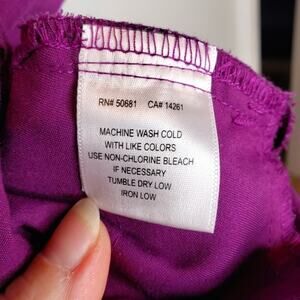 RN# 50681 CA# 14261
MACHINE WASH COLD
WITH LIKE COLORS
USE NON-CHLORINE BLEACH
IF NECESSARY
TUMBLE DRY LOW
IRON LOW